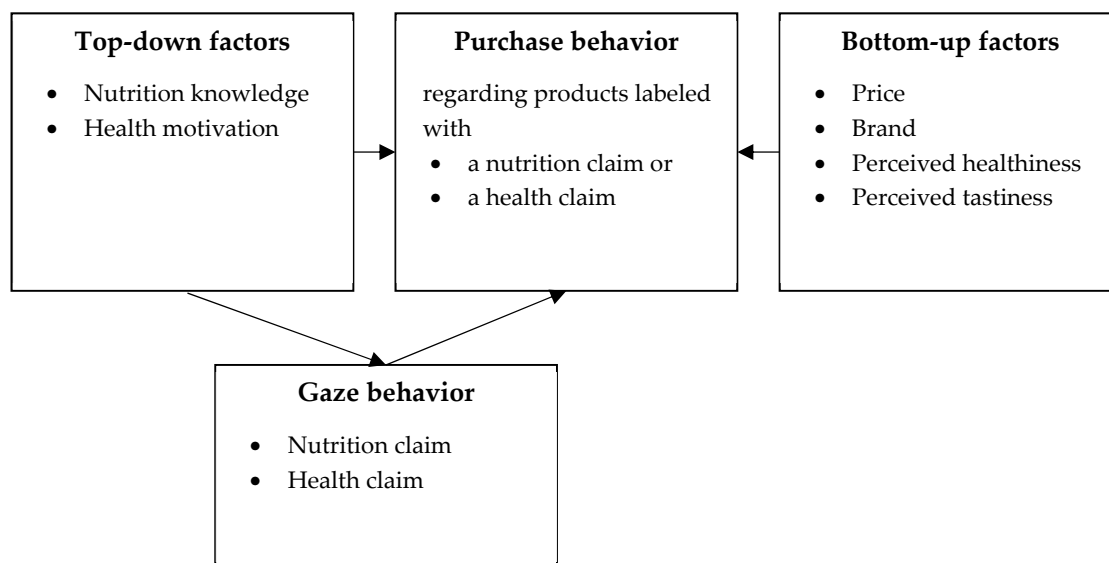 Top-down factors
• Nutrition knowledge
• Health motivation
Purchase behavior
regarding products labeled
with
• a nutrition claim or
• a health claim
Bottom-up factors
• Price
• Brand
• Perceived healthiness
• Perceived tastiness
Gaze behavior
• Nutrition claim
• Health claim